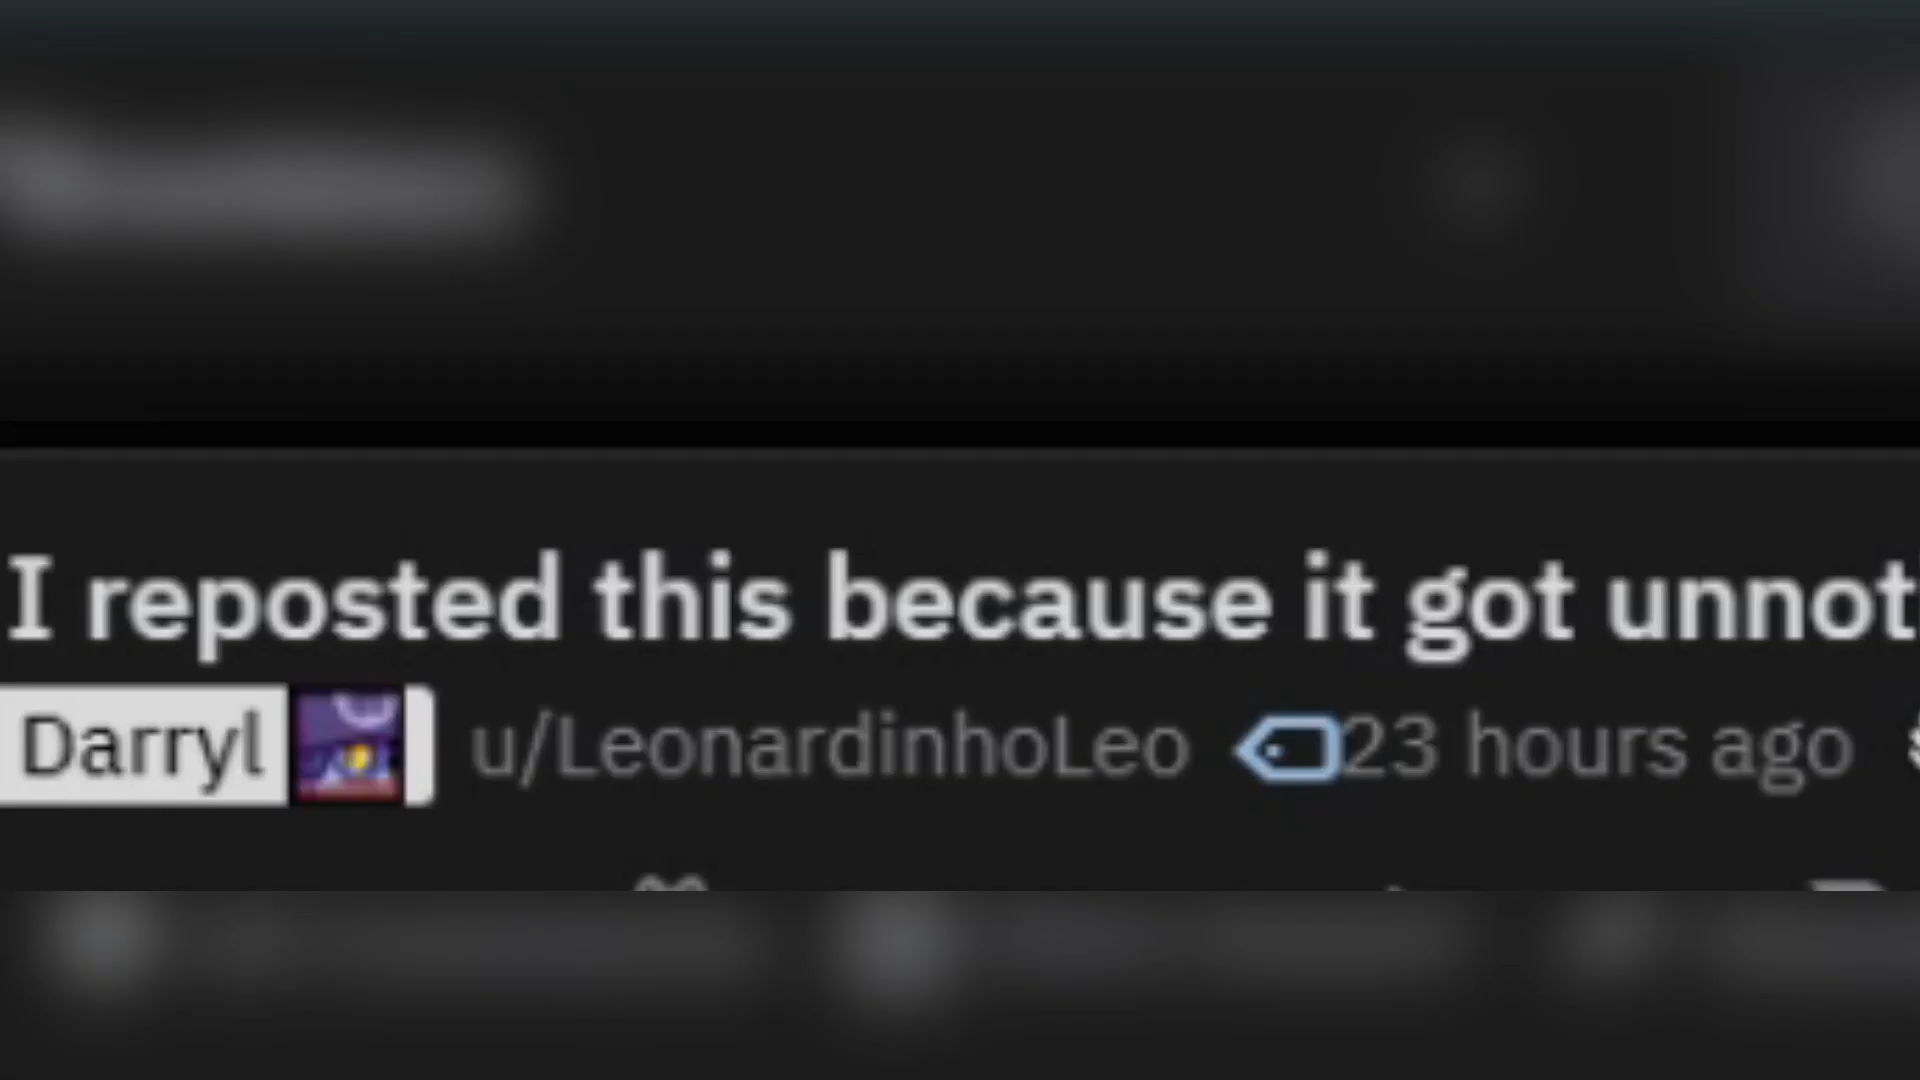 I reposted this because it got unnot
Darryl u/LeonardinhoLeo 23 hours ago